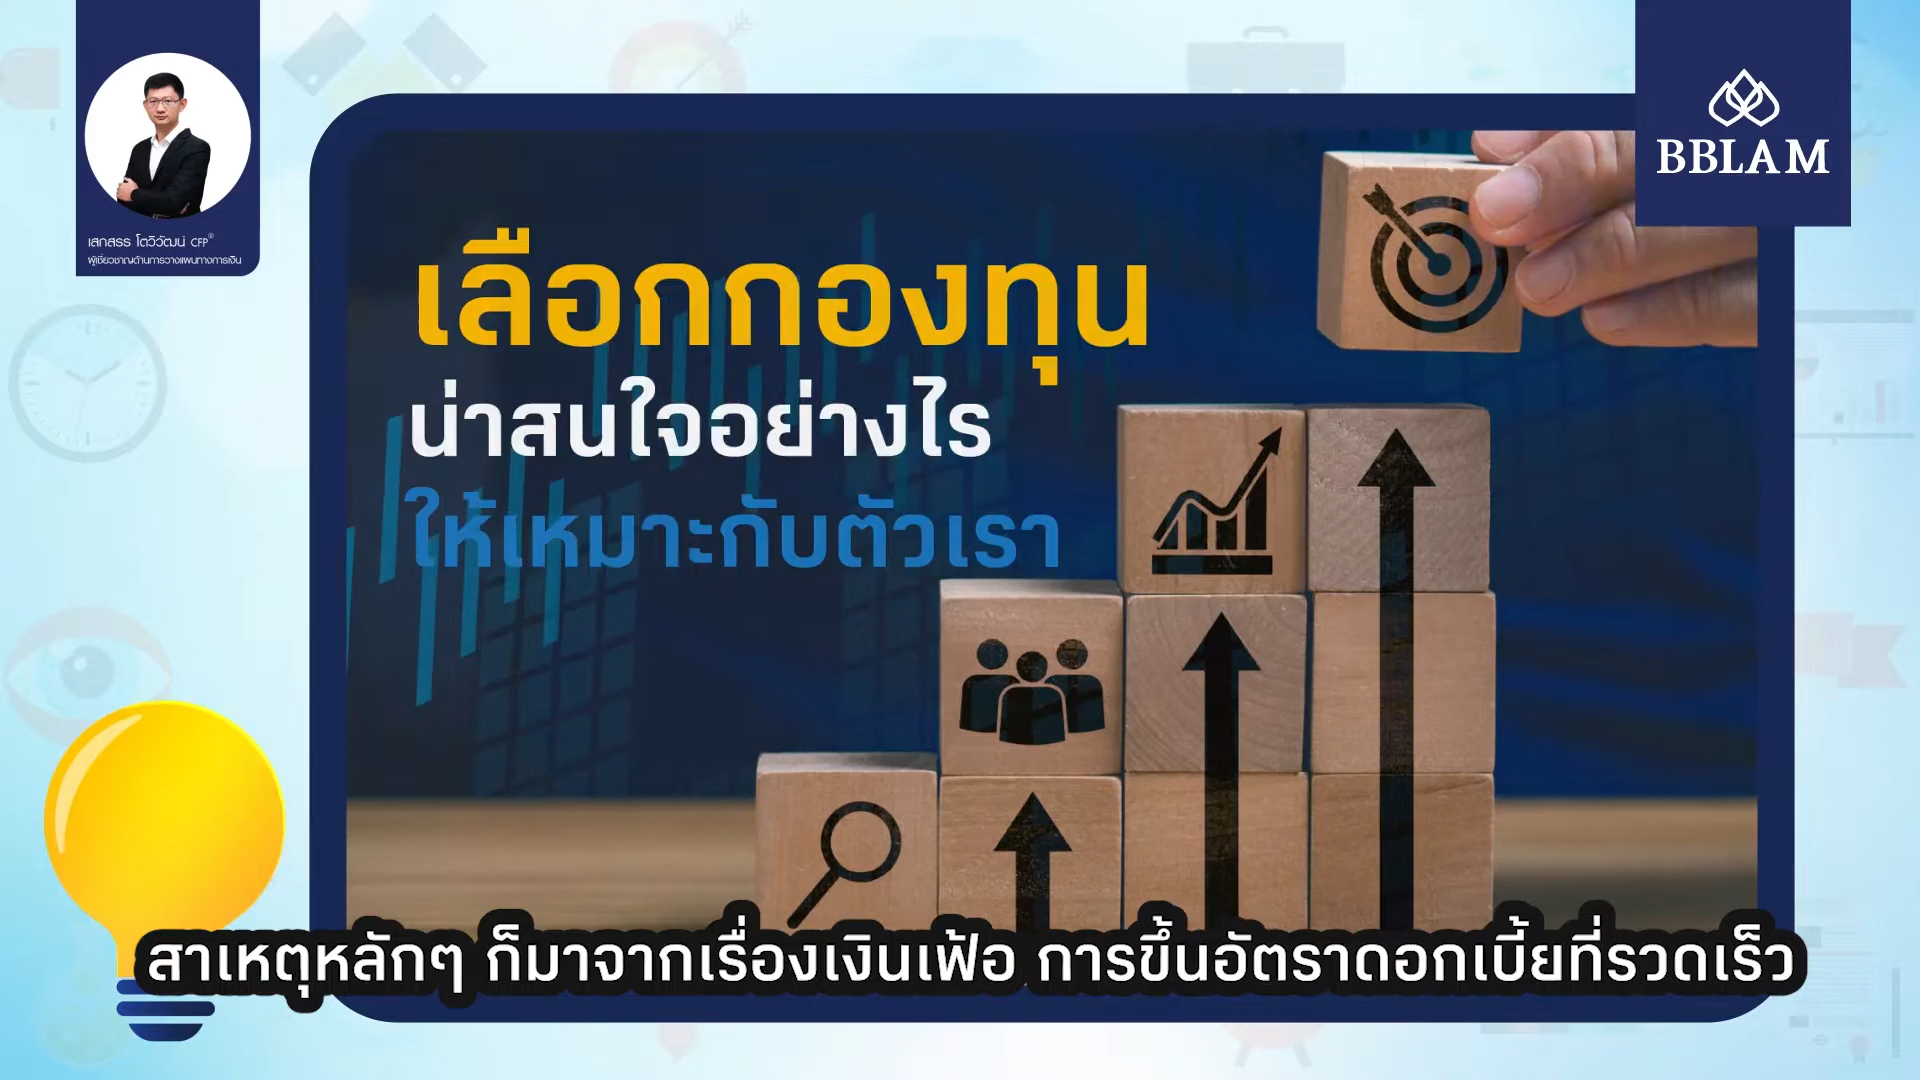 เสกสรร โตวิวัฒน์ CFP®
ผู้เชี่ยวชาญด้านการวางแผนทางการเงิน
BBLAM
เลือกกองทุน
น่าสนใจอย่างไร
ให้เหมาะกับตัวเรา
สาเหตุหลักๆ ก็มาจากเรื่องเงินเฟ้อ การขึ้นอัตราดอกเบี้ยที่รวดเร็ว